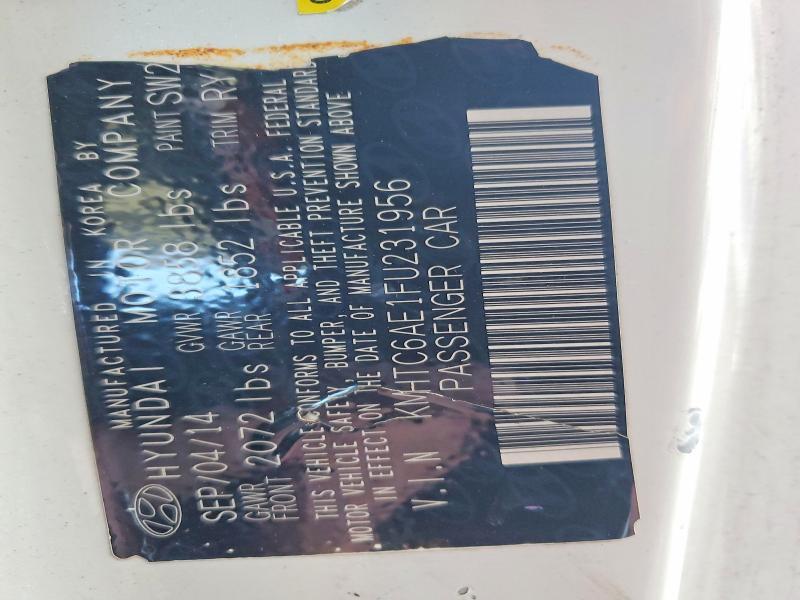 MANUFACTURED IN KOREA BY
HYUNDAI MOTOR COMPANY
SEP/04/14 GVWR 3858 lbs PAINT SW2
GAWR FRONT 2072 lbs GAWR REAR 1852 lbs TRIM RY
THIS VEHICLE CONFORMS TO ALL APPLICABLE U.S.A. FEDERAL
MOTOR VEHICLE SAFETY, BUMPER, AND THEFT PREVENTION STANDARD
IN EFFECT ON THE DATE OF MANUFACTURE SHOWN ABOVE
V.I.N KMHTC6AE1FU231956
PASSENGER CAR